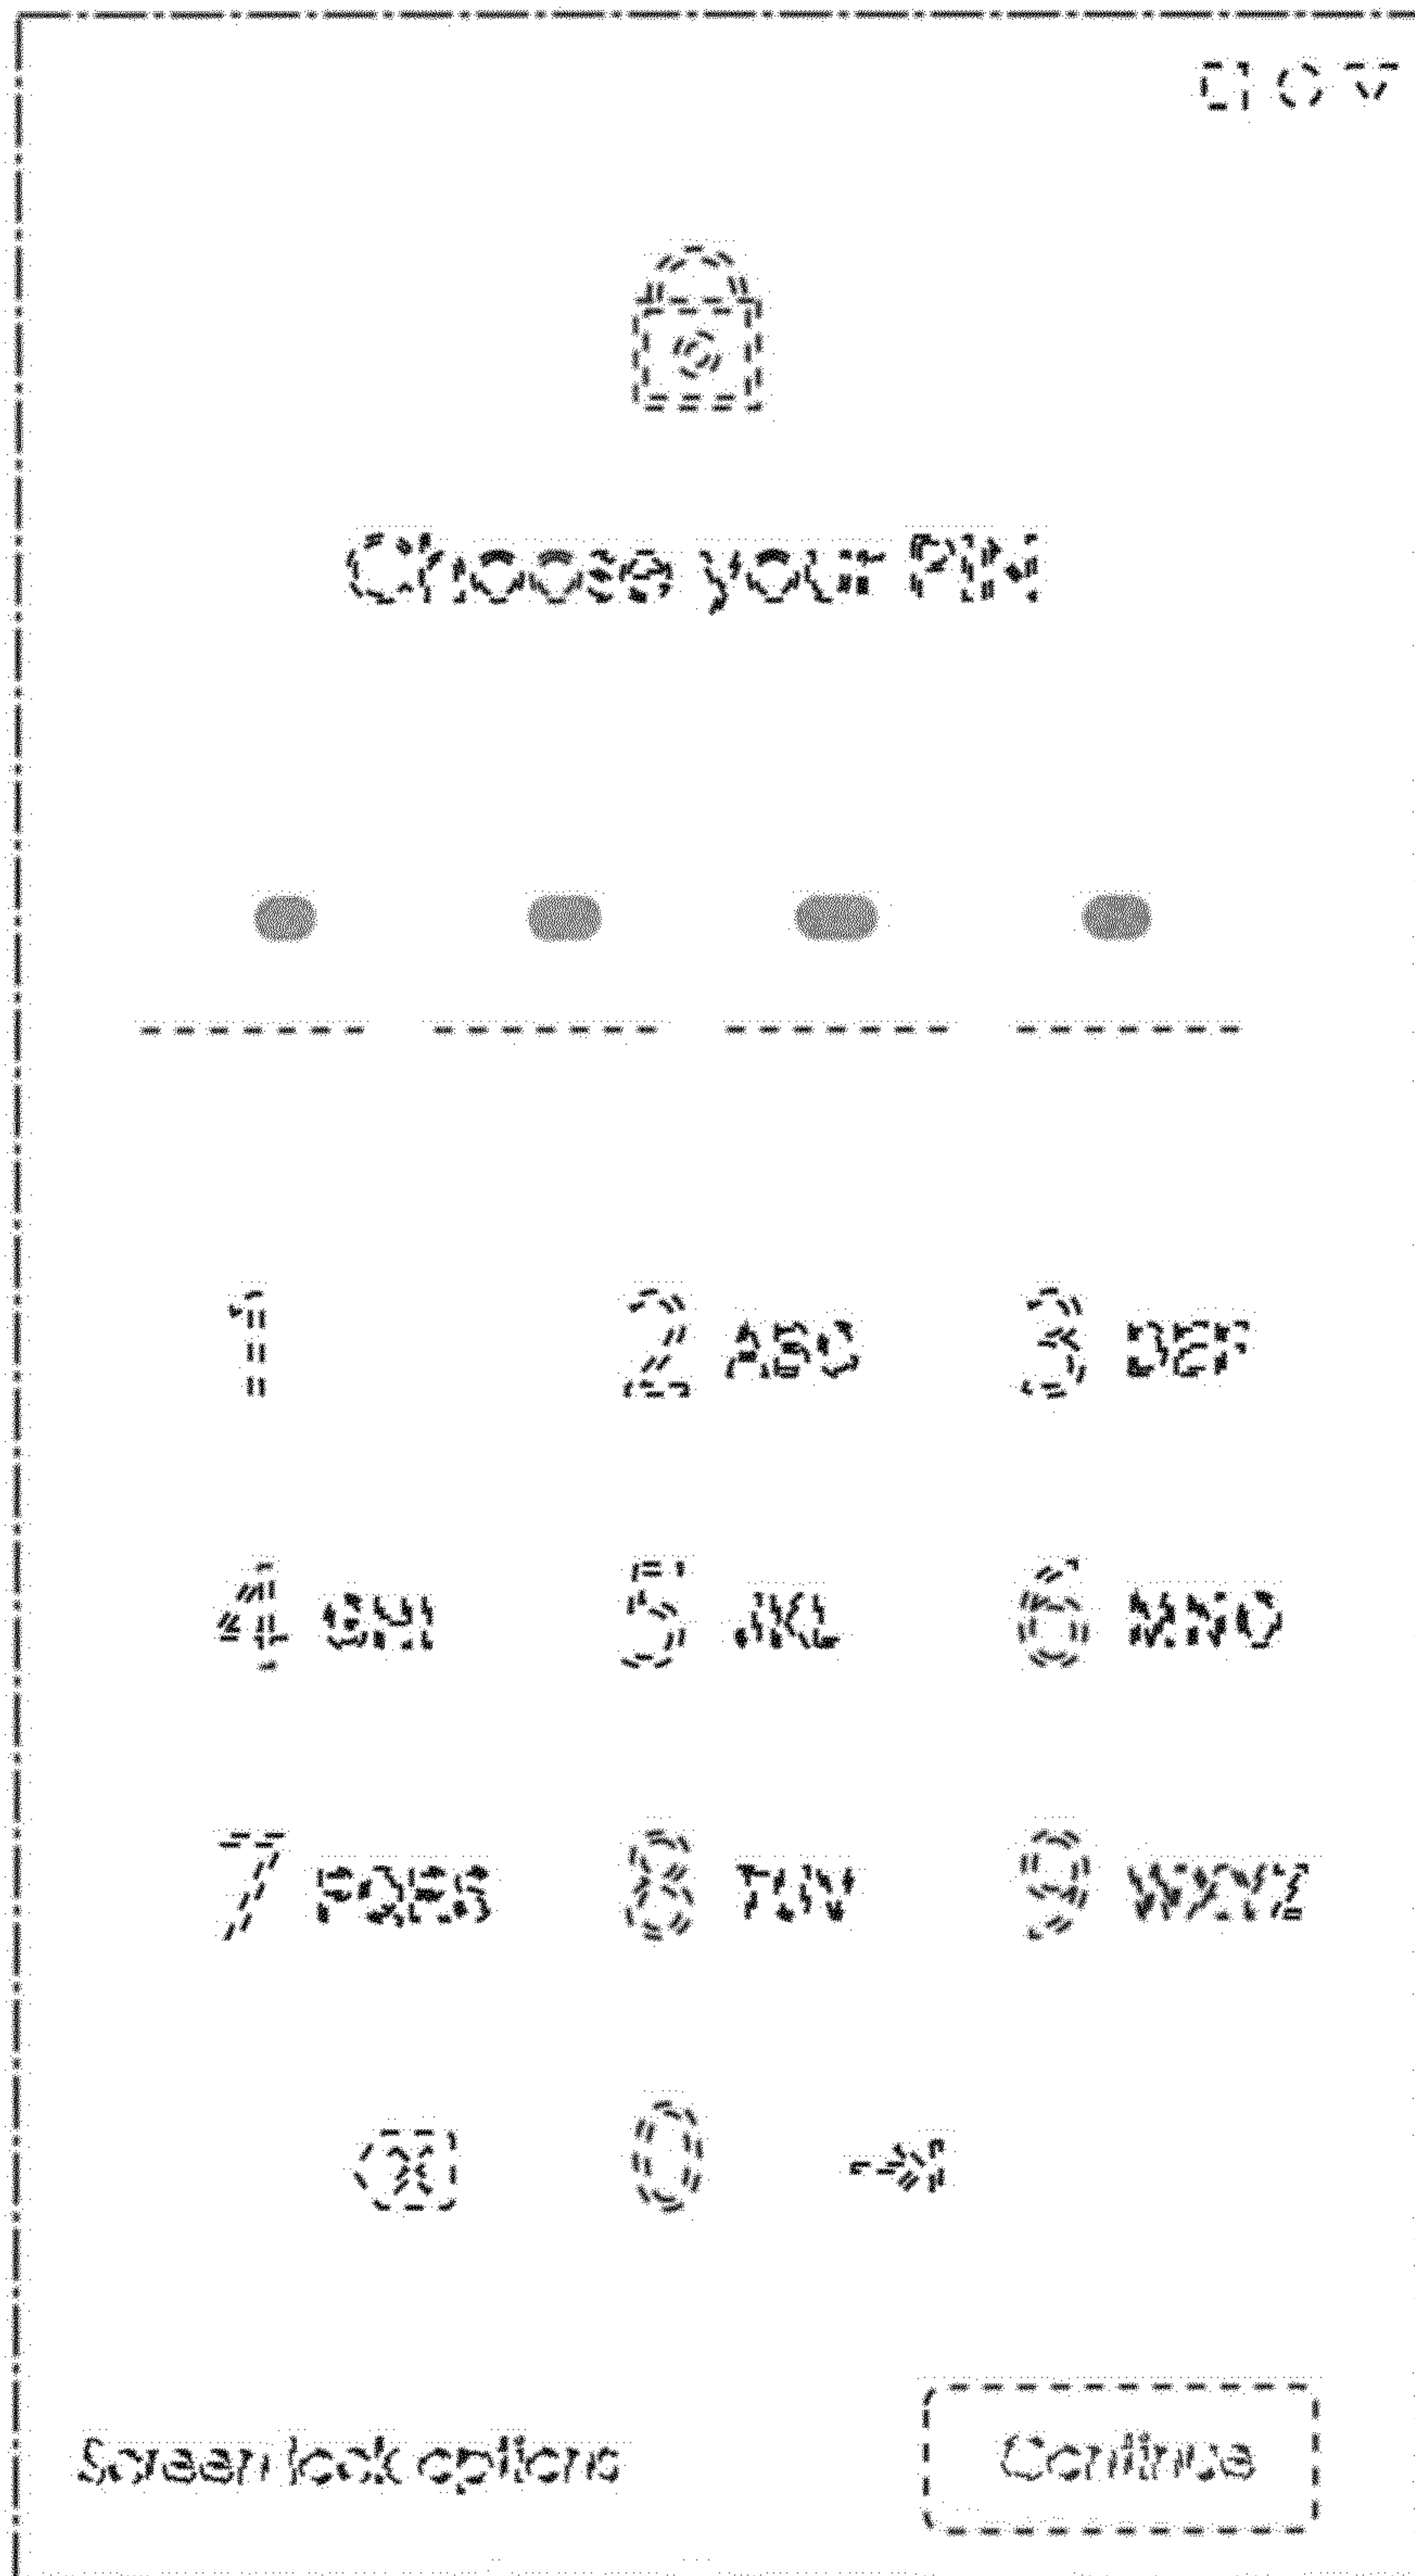 Choose your PIN
1 2 ABC 3 DEF
4 GHI 5 JKL 6 MNO
7 PQRS 8 TUV 9 WXYZ
0
Screen lock options Continue